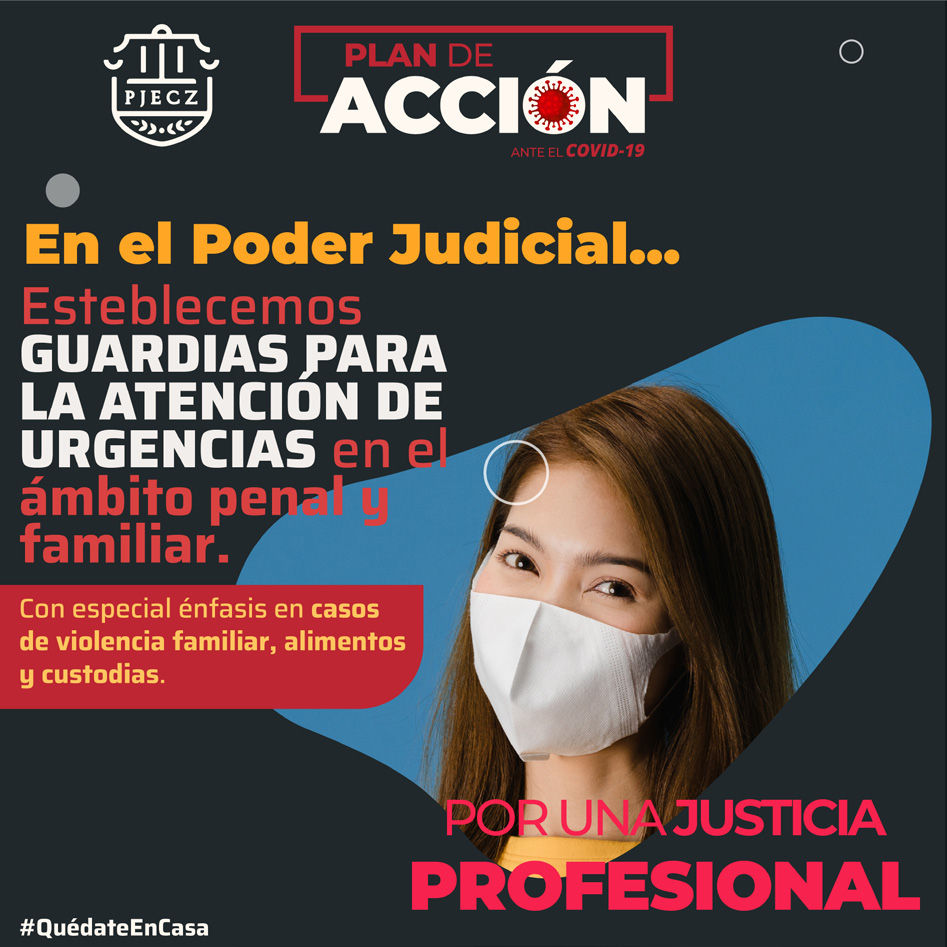 PJECZ
PLAN DE
ACCIÓN
ANTE EL COVID-19
En el Poder Judicial...
Esteblecemos
GUARDIAS PARA
LA ATENCIÓN DE
URGENCIAS en el
ámbito penal y
familiar.
Con especial énfasis en casos
de violencia familiar, alimentos
y custodias.
POR UNA JUSTICIA
PROFESIONAL
#QuédateEnCasa